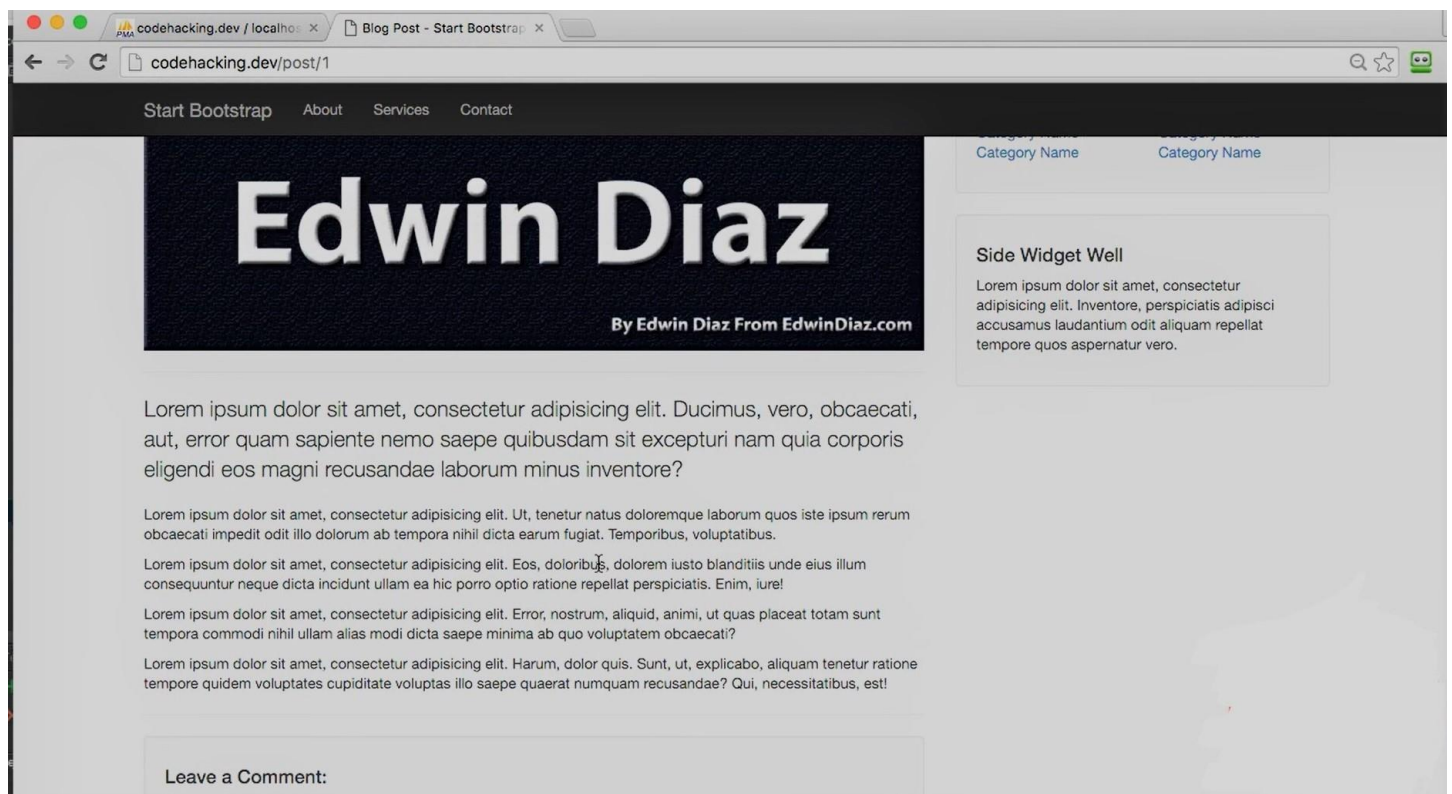 codehacking.dev / localhos
Blog Post - Start Bootstrap
codehacking.dev/post/1
Start Bootstrap About Services Contact
Category Name Category Name
Category Name Category Name
Edwin Diaz
By Edwin Diaz From EdwinDiaz.com
Side Widget Well
Lorem ipsum dolor sit amet, consectetur
adipisicing elit. Inventore, perspiciatis adipisci
accusamus laudantium odit aliquam repellat
tempore quos aspernatur vero.
Lorem ipsum dolor sit amet, consectetur adipisicing elit. Ducimus, vero, obcaecati,
aut, error quam sapiente nemo saepe quibusdam sit excepturi nam quia corporis
eligendi eos magni recusandae laborum minus inventore?
Lorem ipsum dolor sit amet, consectetur adipisicing elit. Ut, tenetur natus doloremque laborum quos iste ipsum rerum
obcaecati impedit odit illo dolorum ab tempora nihil dicta earum fugiat. Temporibus, voluptatibus.
Lorem ipsum dolor sit amet, consectetur adipisicing elit. Eos, doloribus, dolorem iusto blanditiis unde eius illum
consequuntur neque dicta incidunt ullam ea hic porro optio ratione repellat perspiciatis. Enim, iure!
Lorem ipsum dolor sit amet, consectetur adipisicing elit. Error, nostrum, aliquid, animi, ut quas placeat totam sunt
tempora commodi nihil ullam alias modi dicta saepe minima ab quo voluptatem obcaecati?
Lorem ipsum dolor sit amet, consectetur adipisicing elit. Harum, dolor quis. Sunt, ut, explicabo, aliquam tenetur ratione
tempore quidem voluptates cupiditate voluptas illo saepe quaerat numquam recusandae? Qui, necessitatibus, est!
Leave a Comment: